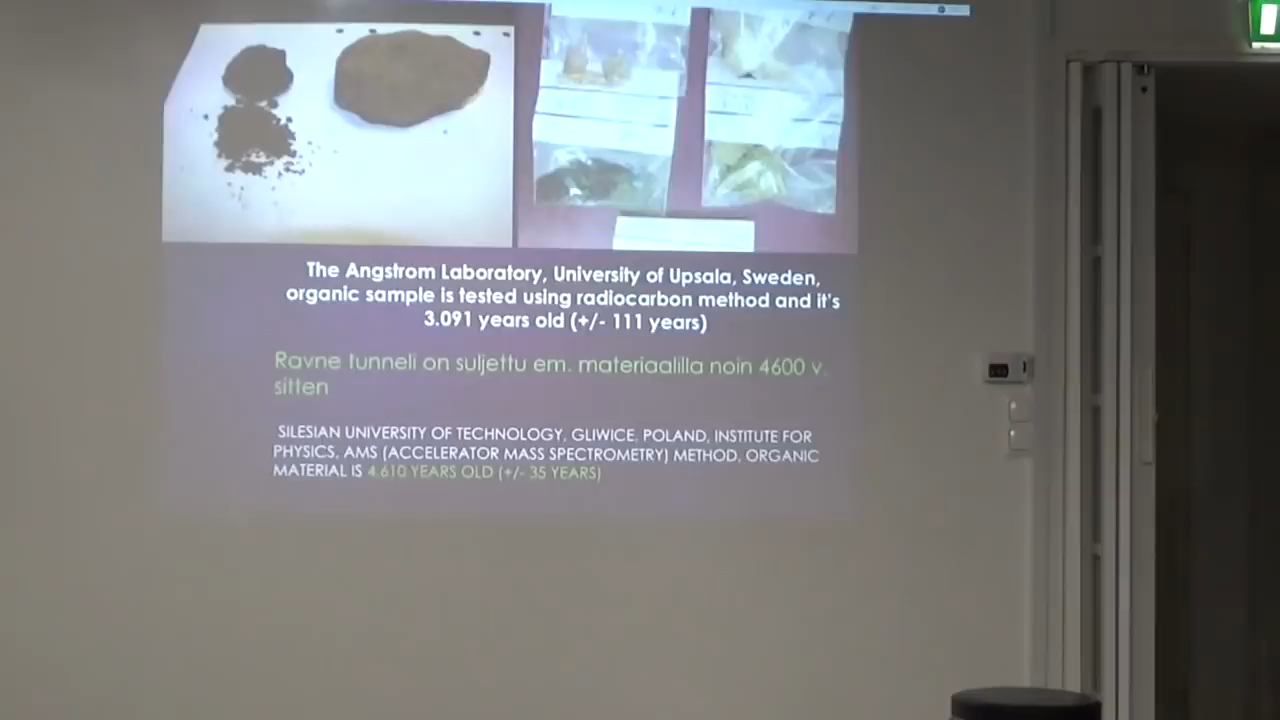 The Angstrom Laboratory, University of Upsala, Sweden,
organic sample is tested using radiocarbon method and it's
3.091 years old (+/- 111 years)
Ravne tunneli on suljettu em. materiaalilla noin 4600 v.
sitten
SILESIAN UNIVERSITY OF TECHNOLOGY, GLIWICE, POLAND, INSTITUTE FOR
PHYSICS, AMS (ACCELERATOR MASS SPECTROMETRY) METHOD, ORGANIC
MATERIAL IS 4.610 YEARS OLD (+/- 35 YEARS)